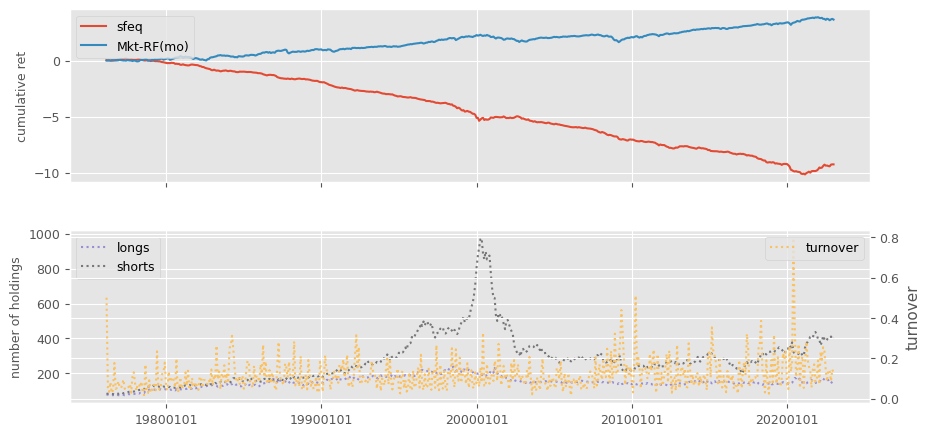 sfeq
Mkt-RF(mo)
cumulative ret
0
−5
−10
longs
shorts
turnover
number of holdings
1000
800
600
400
200
turnover
0.8
0.6
0.4
0.2
0.0
19800101
19900101
20000101
20100101
20200101